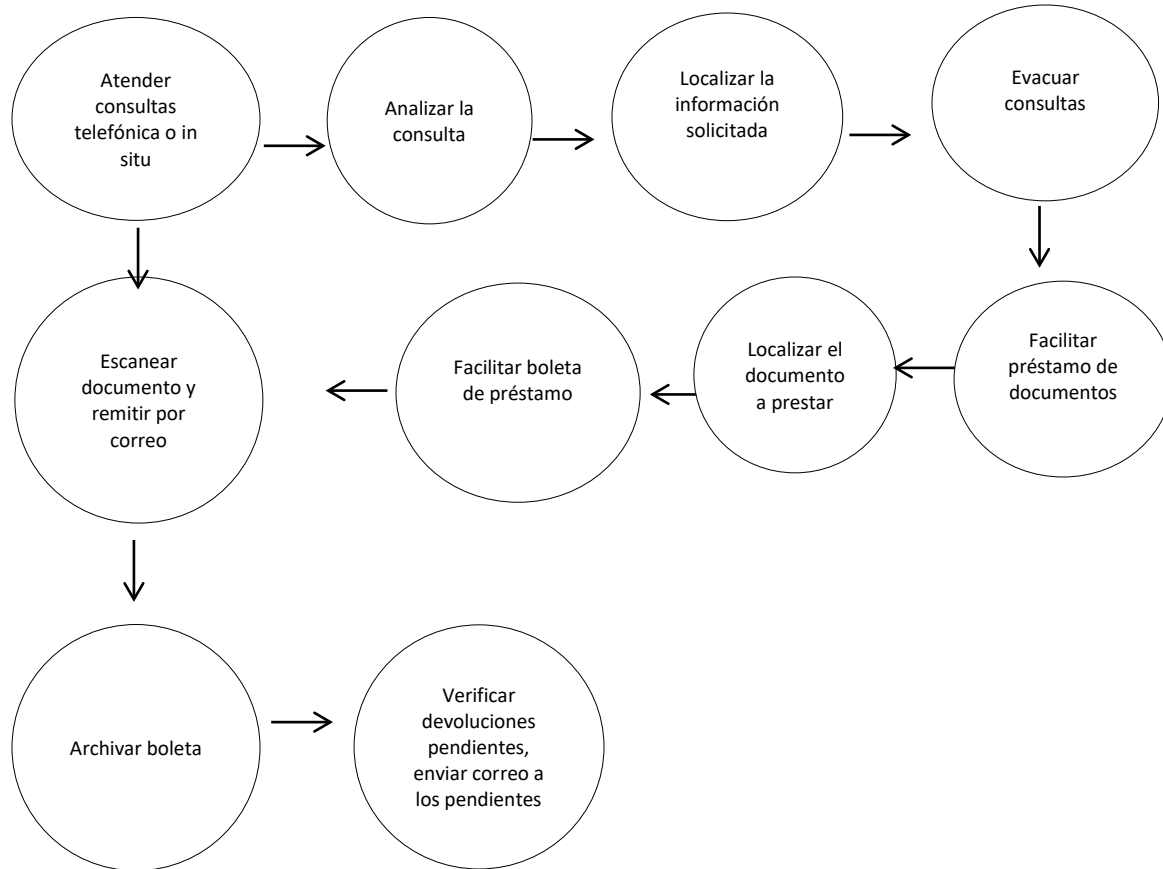 Atender
consultas
telefónica o in
situ
Analizar la
consulta
Localizar la
información
solicitada
Evacuar
consultas
Escanear
documento y
remitir por
correo
Facilitar boleta
de préstamo
Localizar el
documento
a prestar
Facilitar
préstamo de
documentos
Archivar boleta
Verificar
devoluciones
pendientes,
enviar correo a
los pendientes